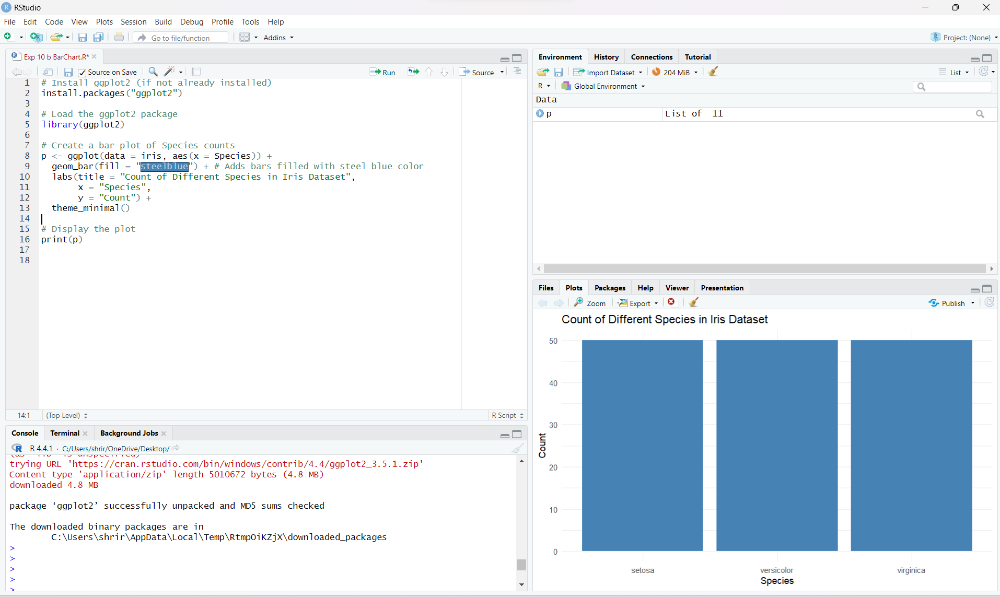 RStudio
File Edit Code View Plots Session Build Debug Profile Tools Help
Go to file/function Addins Project: (None)
Exp 10 b BarChart.R*
Source on Save Run Source
1 # Install ggplot2 (if not already installed)
2 install.packages("ggplot2")
3
4 # Load the ggplot2 package
5 library(ggplot2)
6
7 # Create a bar plot of Species counts
8 p <- ggplot(data = iris, aes(x = Species)) +
9 geom_bar(fill = "steelblue") + # Adds bars filled with steel blue color
10 labs(title = "Count of Different Species in Iris Dataset",
11 x = "Species",
12 y = "Count") +
13 theme_minimal()
14
15 # Display the plot
16 print(p)
17
18
14:1 (Top Level) R Script
Console Terminal Background Jobs
R 4.4.1 · C:/Users/shrir/OneDrive/Desktop/
trying URL 'https://cran.rstudio.com/bin/windows/contrib/4.4/ggplot2_3.5.1.zip'
Content type 'application/zip' length 5010672 bytes (4.8 MB)
downloaded 4.8 MB
package ‘ggplot2’ successfully unpacked and MD5 sums checked
The downloaded binary packages are in
C:\Users\shrir\AppData\Local\Temp\RtmpOiKZjX\downloaded_packages
>
>
>
>
>
Environment History Connections Tutorial
Import Dataset 204 MiB List
R Global Environment
Data
p List of 11
Files Plots Packages Help Viewer Presentation
Zoom Export Publish
Count of Different Species in Iris Dataset
50
40
30
Count
20
10
0
setosa versicolor virginica
Species